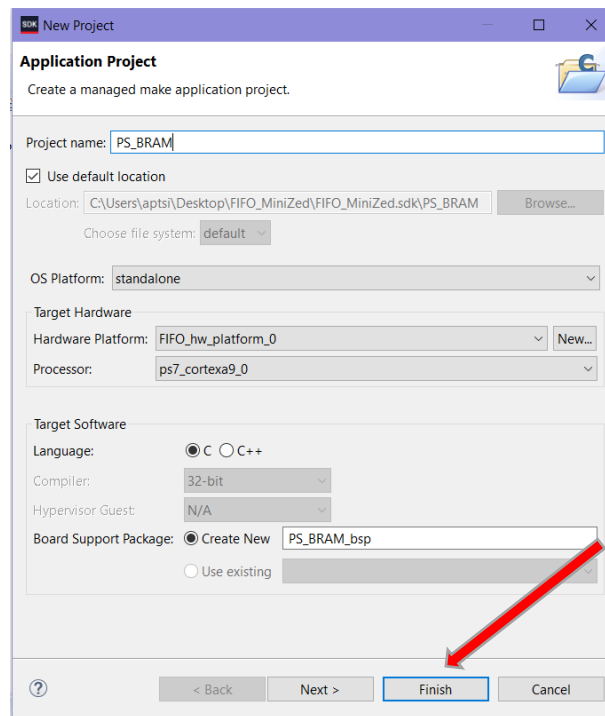 SDK New Project
Application Project
Create a managed make application project.
Project name: PS_BRAM
Use default location
Location: C:\Users\aptsi\Desktop\FIFO_MiniZed\FIFO_MiniZed.sdk\PS_BRAM Browse...
Choose file system: default
OS Platform: standalone
Target Hardware
Hardware Platform: FIFO_hw_platform_0 New...
Processor: ps7_cortexa9_0
Target Software
Language: C C++
Compiler: 32-bit
Hypervisor Guest: N/A
Board Support Package: Create New PS_BRAM_bsp
Use existing
? < Back Next > Finish Cancel